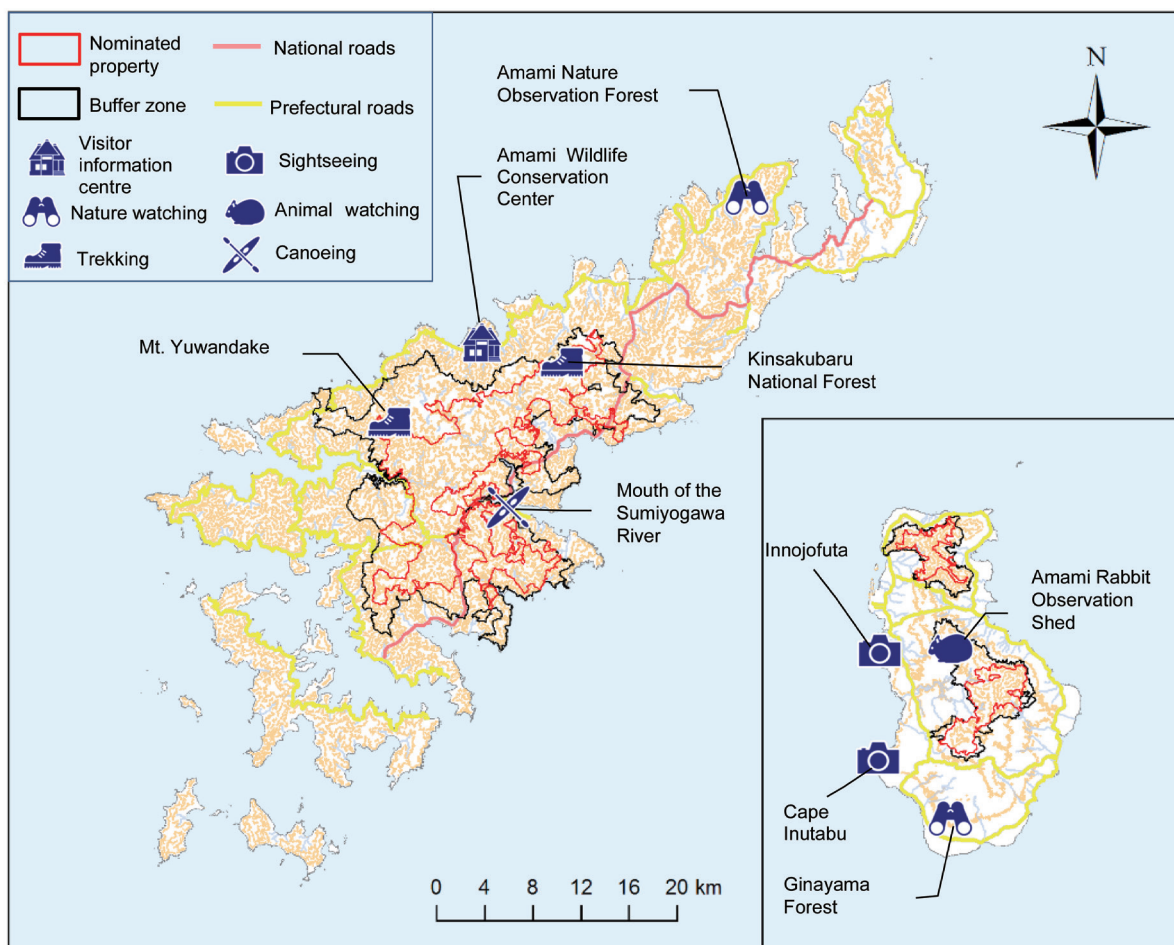 Nominated
property
National roads
Buffer zone
Prefectural roads
Visitor
information
centre
Sightseeing
Nature watching
Animal watching
Trekking
Canoeing
Amami Nature
Observation Forest
N
Amami Wildlife
Conservation
Center
Mt. Yuwandake
Kinsakubaru
National Forest
Mouth of the
Sumiyogawa
River
Innojofuta
Amami Rabbit
Observation
Shed
Cape
Inutabu
Ginayama
Forest
0 4 8 12 16 20 km